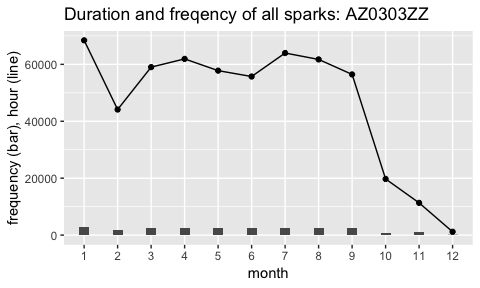 Duration and freqency of all sparks: AZ0303ZZ
frequency (bar), hour (line)
60000
40000
20000
0
1 2 3 4 5 6 7 8 9 10 11 12
month